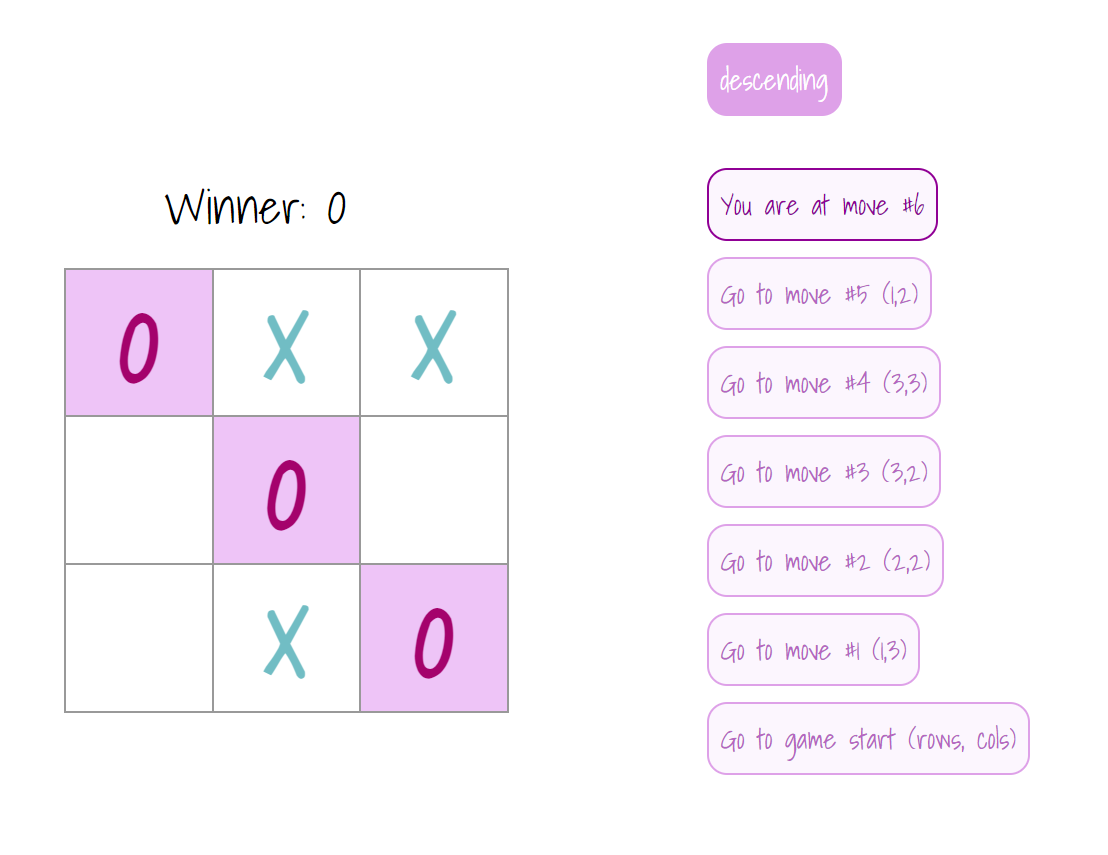 descending
Winner: O
You are at move #6
O X X
Go to move #5 (1,2)
Go to move #4 (3,3)
O
Go to move #3 (3,2)
Go to move #2 (2,2)
X O
Go to move #1 (1,3)
Go to game start (rows, cols)